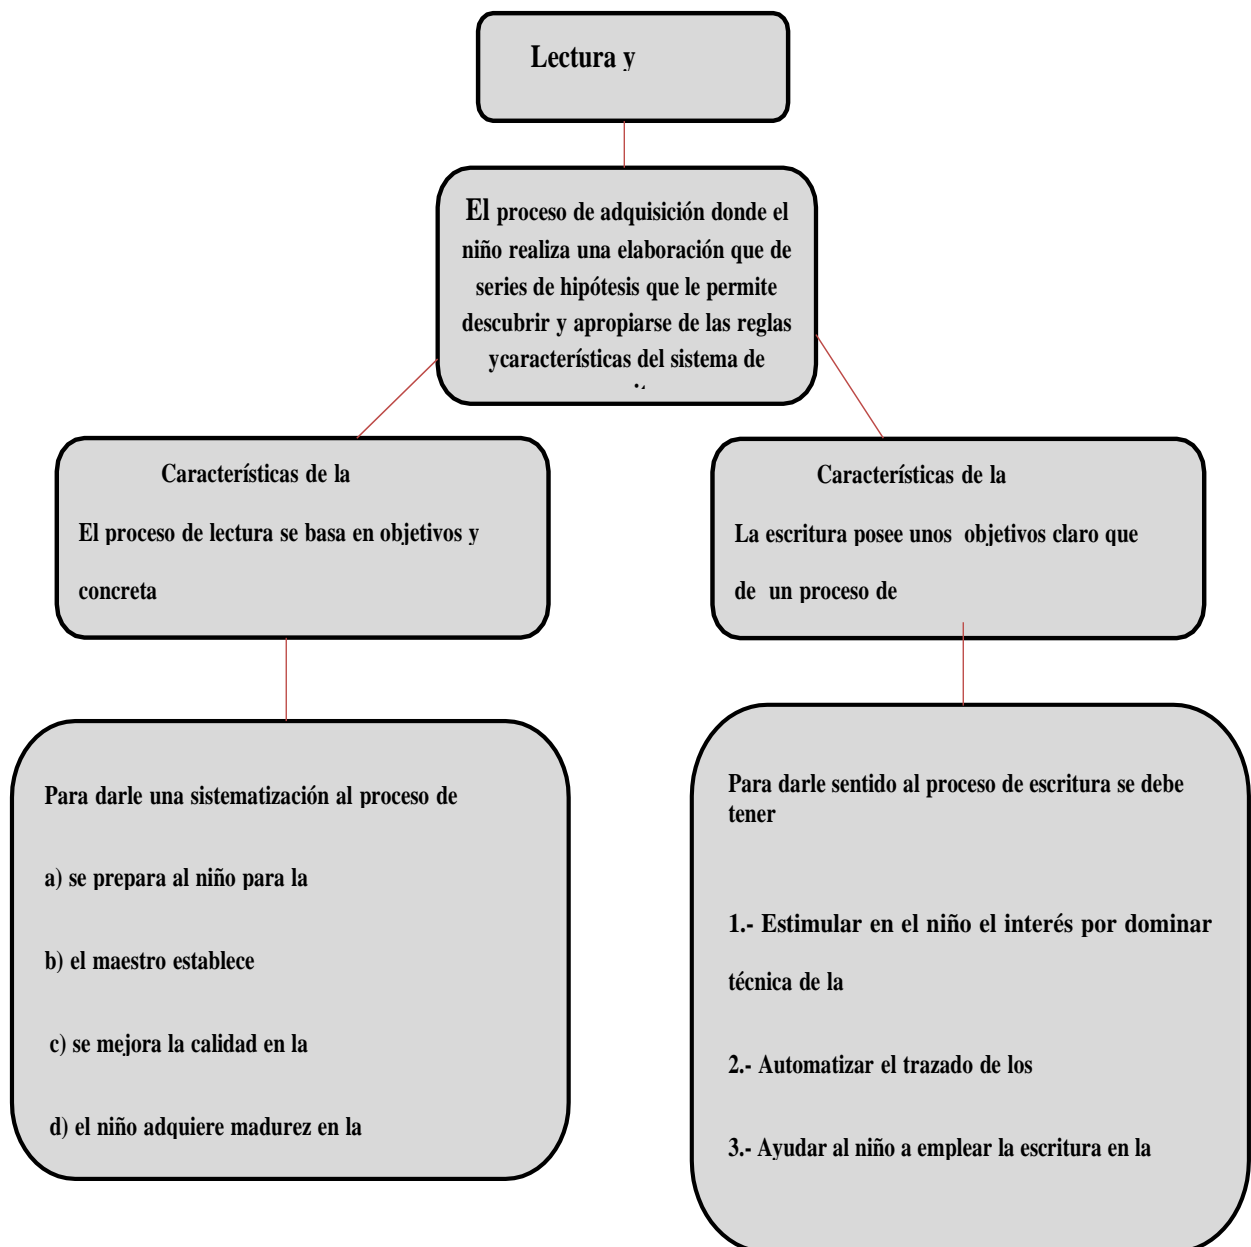 Lectura y
El proceso de adquisición donde el
niño realiza una elaboración que de
series de hipótesis que le permite
descubrir y apropiarse de las reglas
ycaracterísticas del sistema de
Características de la
El proceso de lectura se basa en objetivos y
concreta
Características de la
La escritura posee unos objetivos claro que
de un proceso de
Para darle una sistematización al proceso de
a) se prepara al niño para la
b) el maestro establece
c) se mejora la calidad en la
d) el niño adquiere madurez en la
Para darle sentido al proceso de escritura se debe
tener
1.- Estimular en el niño el interés por dominar
técnica de la
2.- Automatizar el trazado de los
3.- Ayudar al niño a emplear la escritura en la